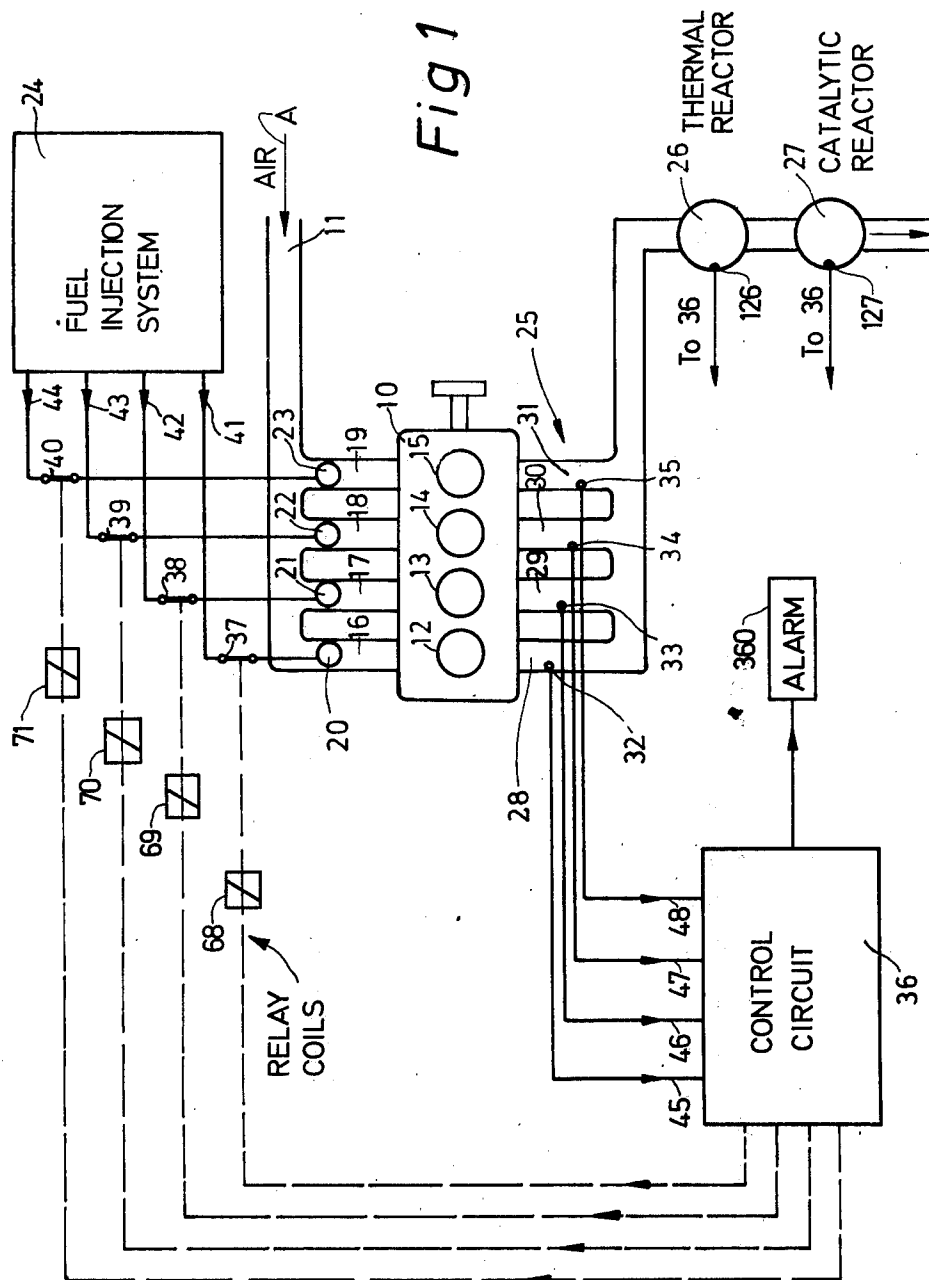 Fig 1
24
FUEL
INJECTION
SYSTEM
AIR
A
11
44
43
42
41
40
39
38
37
71
70
69
68
RELAY
COILS
23
22
21
20
19
18
17
16
10
15
14
13
12
25
31
30
29
28
35
34
33
32
26
THERMAL
REACTOR
To 36
126
27
CATALYTIC
REACTOR
To 36
127
360
ALARM
48
47
46
45
CONTROL
CIRCUIT
36